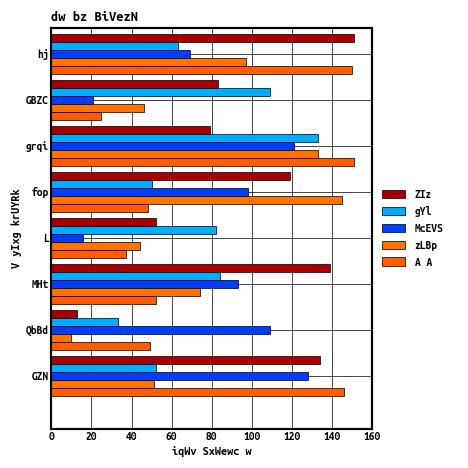 dw bz BiVezN
hj
GBZC
grqi
fop
L
MHt
QbBd
GZN
V yIxg krUYRk
0 20 40 60 80 100 120 140 160
iqWv SxWewc w
ZIz
gYl
McEVS
zLBp
A A